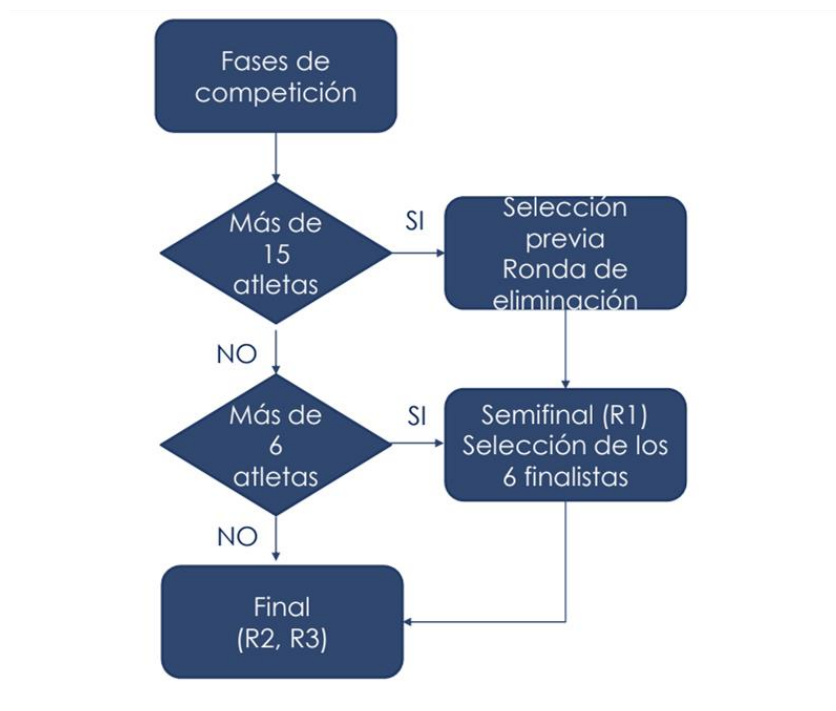 Fases de
competición
Más de
15
atletas
SI
Selección
previa
Ronda de
eliminación
NO
Más de
6
atletas
SI
Semifinal (R1)
Selección de los
6 finalistas
NO
Final
(R2, R3)